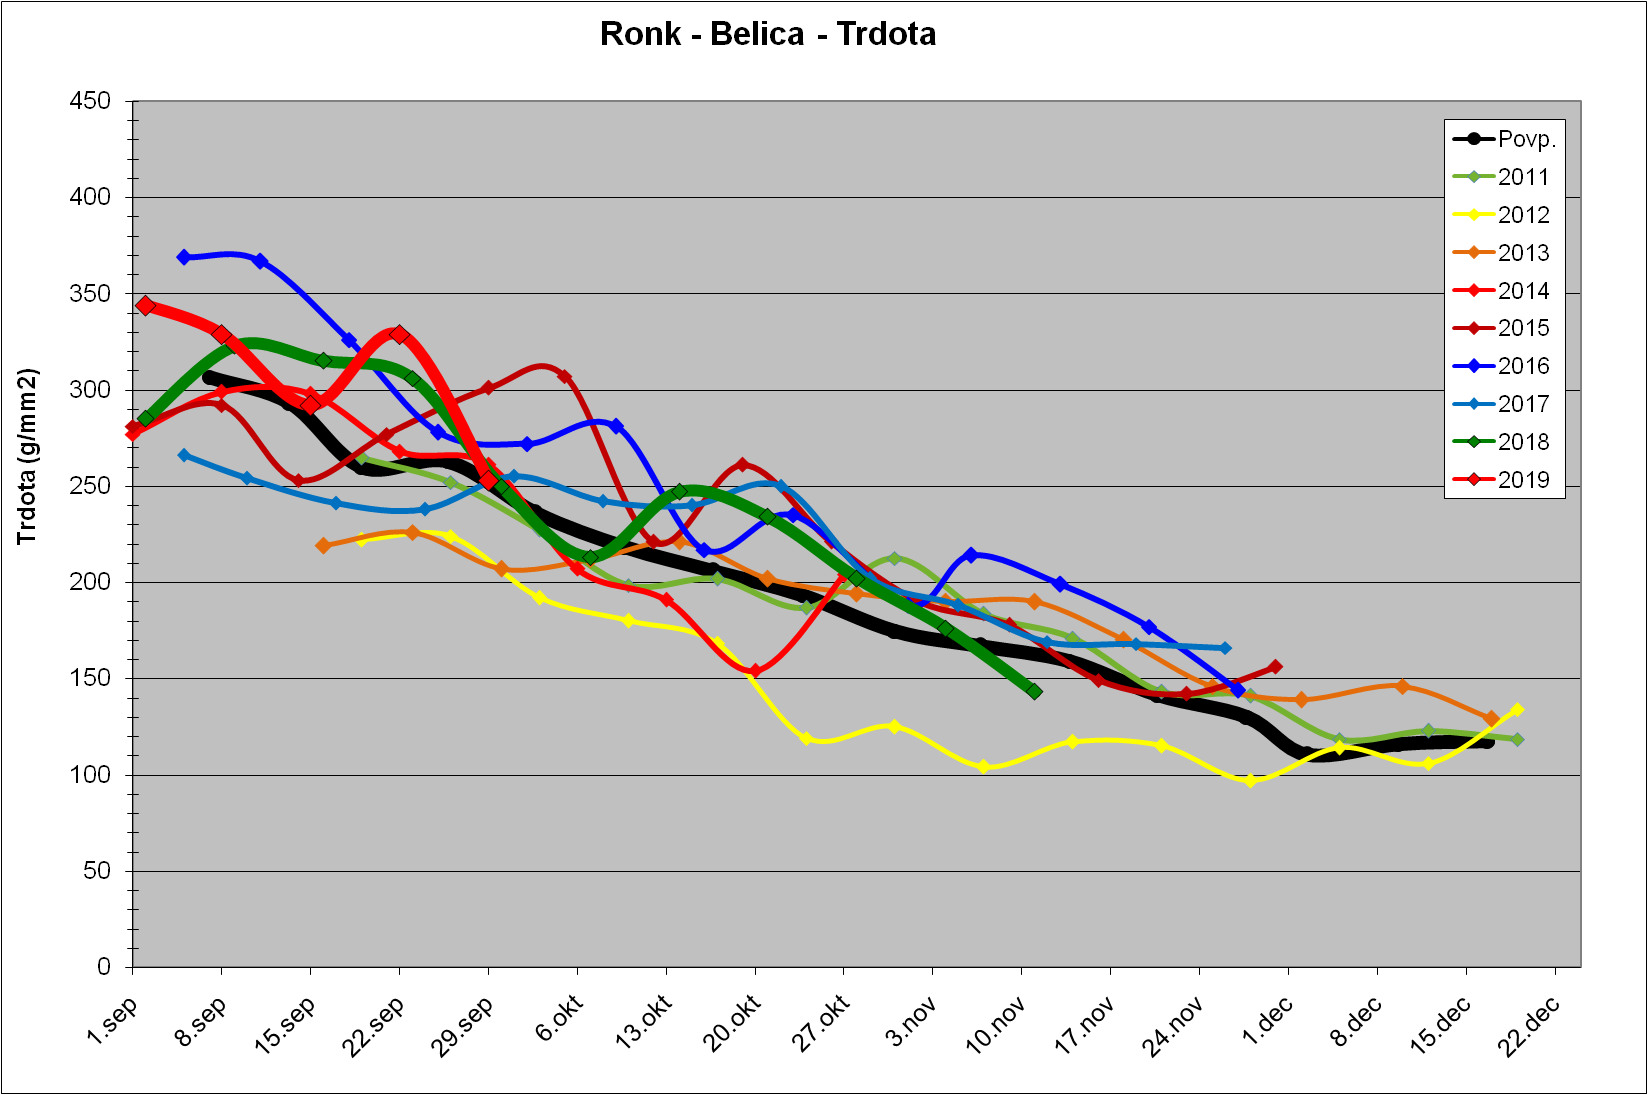 Ronk - Belica - Trdota
Trdota (g/mm2)
450
400
350
300
250
200
150
100
50
0
Povp.
2011
2012
2013
2014
2015
2016
2017
2018
2019
1.sep
8.sep
15.sep
22.sep
29.sep
6.okt
13.okt
20.okt
27.okt
3.nov
10.nov
17.nov
24.nov
1.dec
8.dec
15.dec
22.dec